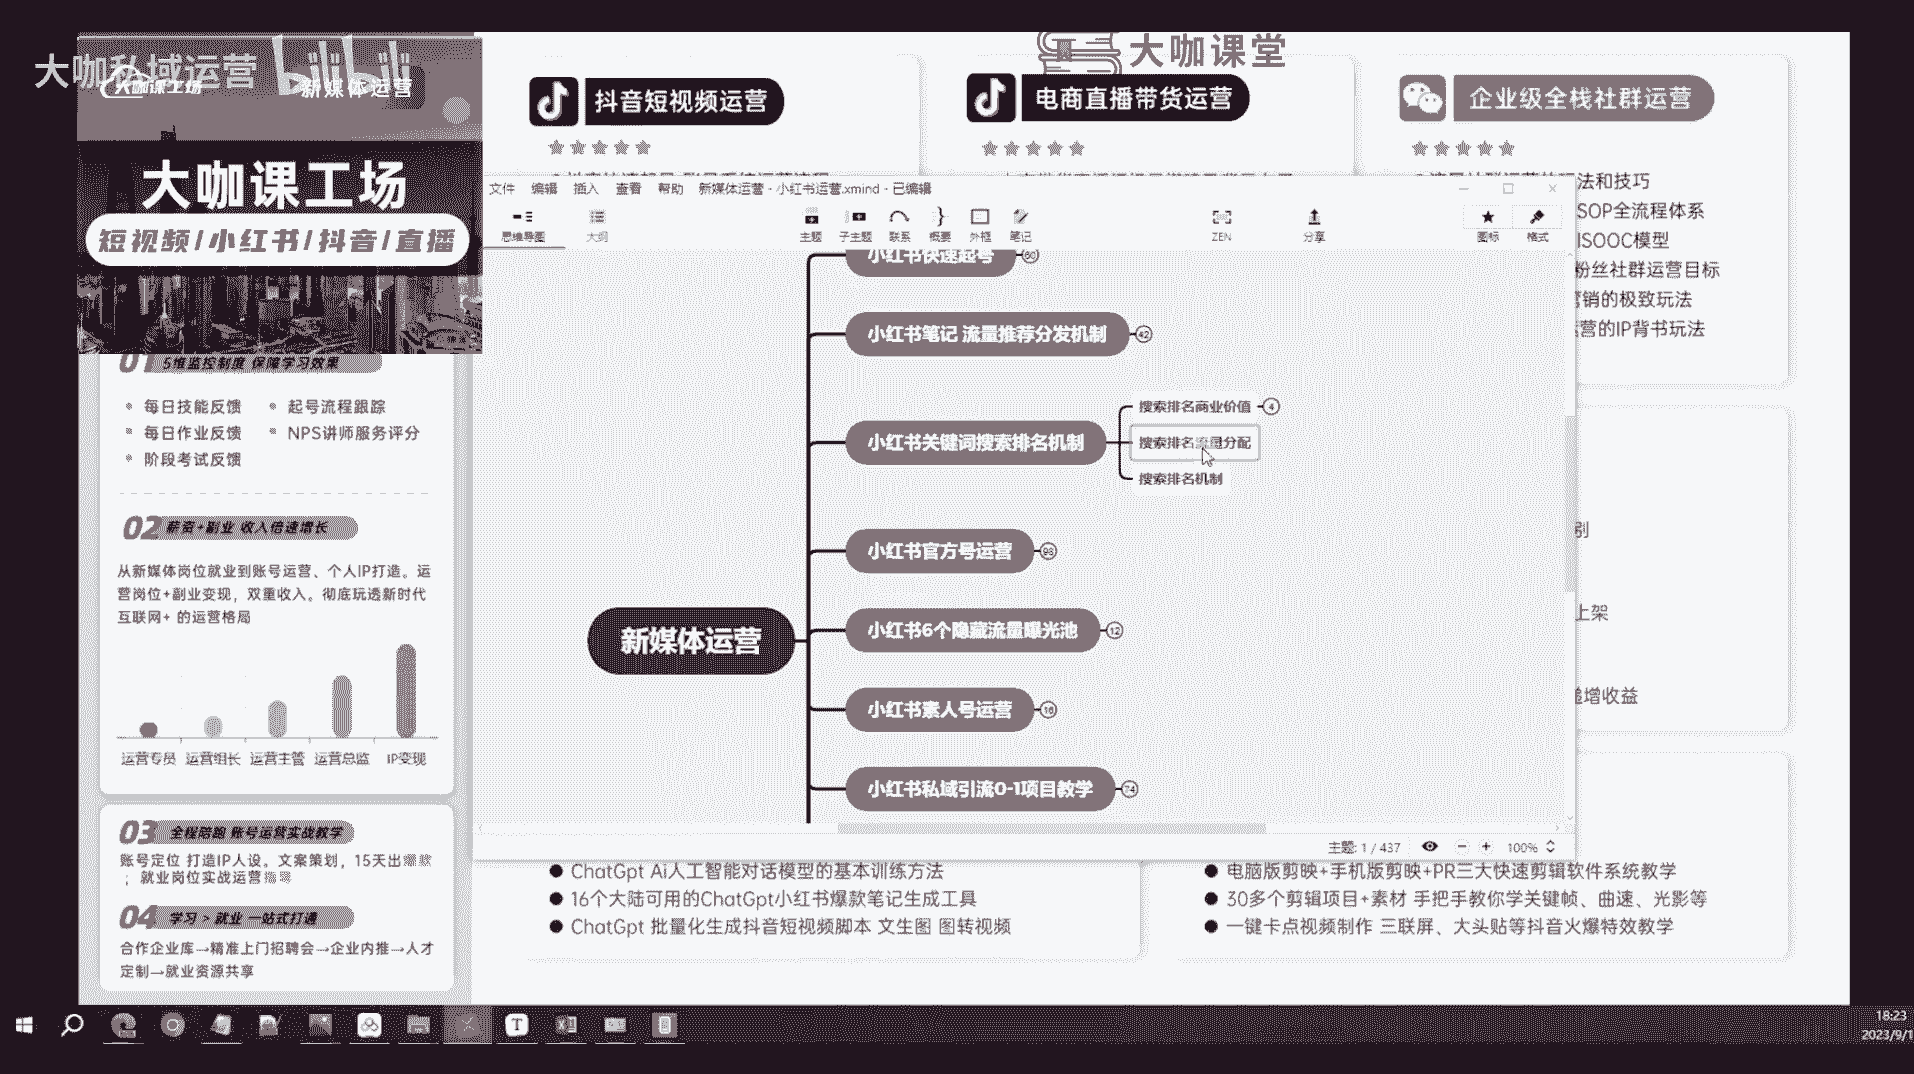 大咖私域运营
bilibili
大咖课工场
新媒体运营
大咖课工场
短视频/小红书/抖音/直播
大咖课堂
抖音短视频运营
电商直播带货运营
企业级全栈社群运营
法和技巧
SOP全流程体系
ISOOC模型
粉丝社群运营目标
营销的极致玩法
运营的IP背书玩法
文件 编辑 插入 查看 帮助 新媒体运营 - 小红书运营.xmind - 已编辑
思维导图 大纲 主题 子主题 联系 概要 外框 笔记 ZEN 分享 图标 格式
小红书快速起号 60
小红书笔记 流量推荐分发机制 42
小红书关键词搜索排名机制
搜索排名商业价值 4
搜索排名流量分配
搜索排名机制
小红书官方号运营 98
小红书6个隐藏流量曝光池 12
新媒体运营
小红书素人号运营 16
小红书私域引流0-1项目教学 74
主题: 1 / 437 100%
01 5维监控制度 保障学习效果
每日技能反馈 起号流程跟踪
每日作业反馈 NPS讲师服务评分
阶段考试反馈
02 薪资+副业 收入倍速增长
从新媒体岗位就业到账号运营、个人IP打造。运
营岗位+副业变现，双重收入。彻底玩透新时代
互联网+ 的运营格局
运营专员 运营组长 运营主管 运营总监 IP变现
03 全程陪跑 账号运营实战教学
账号定位 打造IP人设。文案策划，15天出爆款
；就业岗位实战运营指导
04 学习 > 就业 一站式打通
合作企业库→精准上门招聘会→企业内推→人才
定制→就业资源共享
别
上架
递增收益
ChatGpt Ai人工智能对话模型的基本训练方法
16个大陆可用的ChatGpt小红书爆款笔记生成工具
ChatGpt 批量化生成抖音短视频脚本 文生图 图转视频
电脑版剪映+手机版剪映+PR三大快速剪辑软件系统教学
30多个剪辑项目+素材 手把手教你学关键帧、曲速、光影等
一键卡点视频制作 三联屏、大头贴等抖音火爆特效教学
18:23
2023/9/1